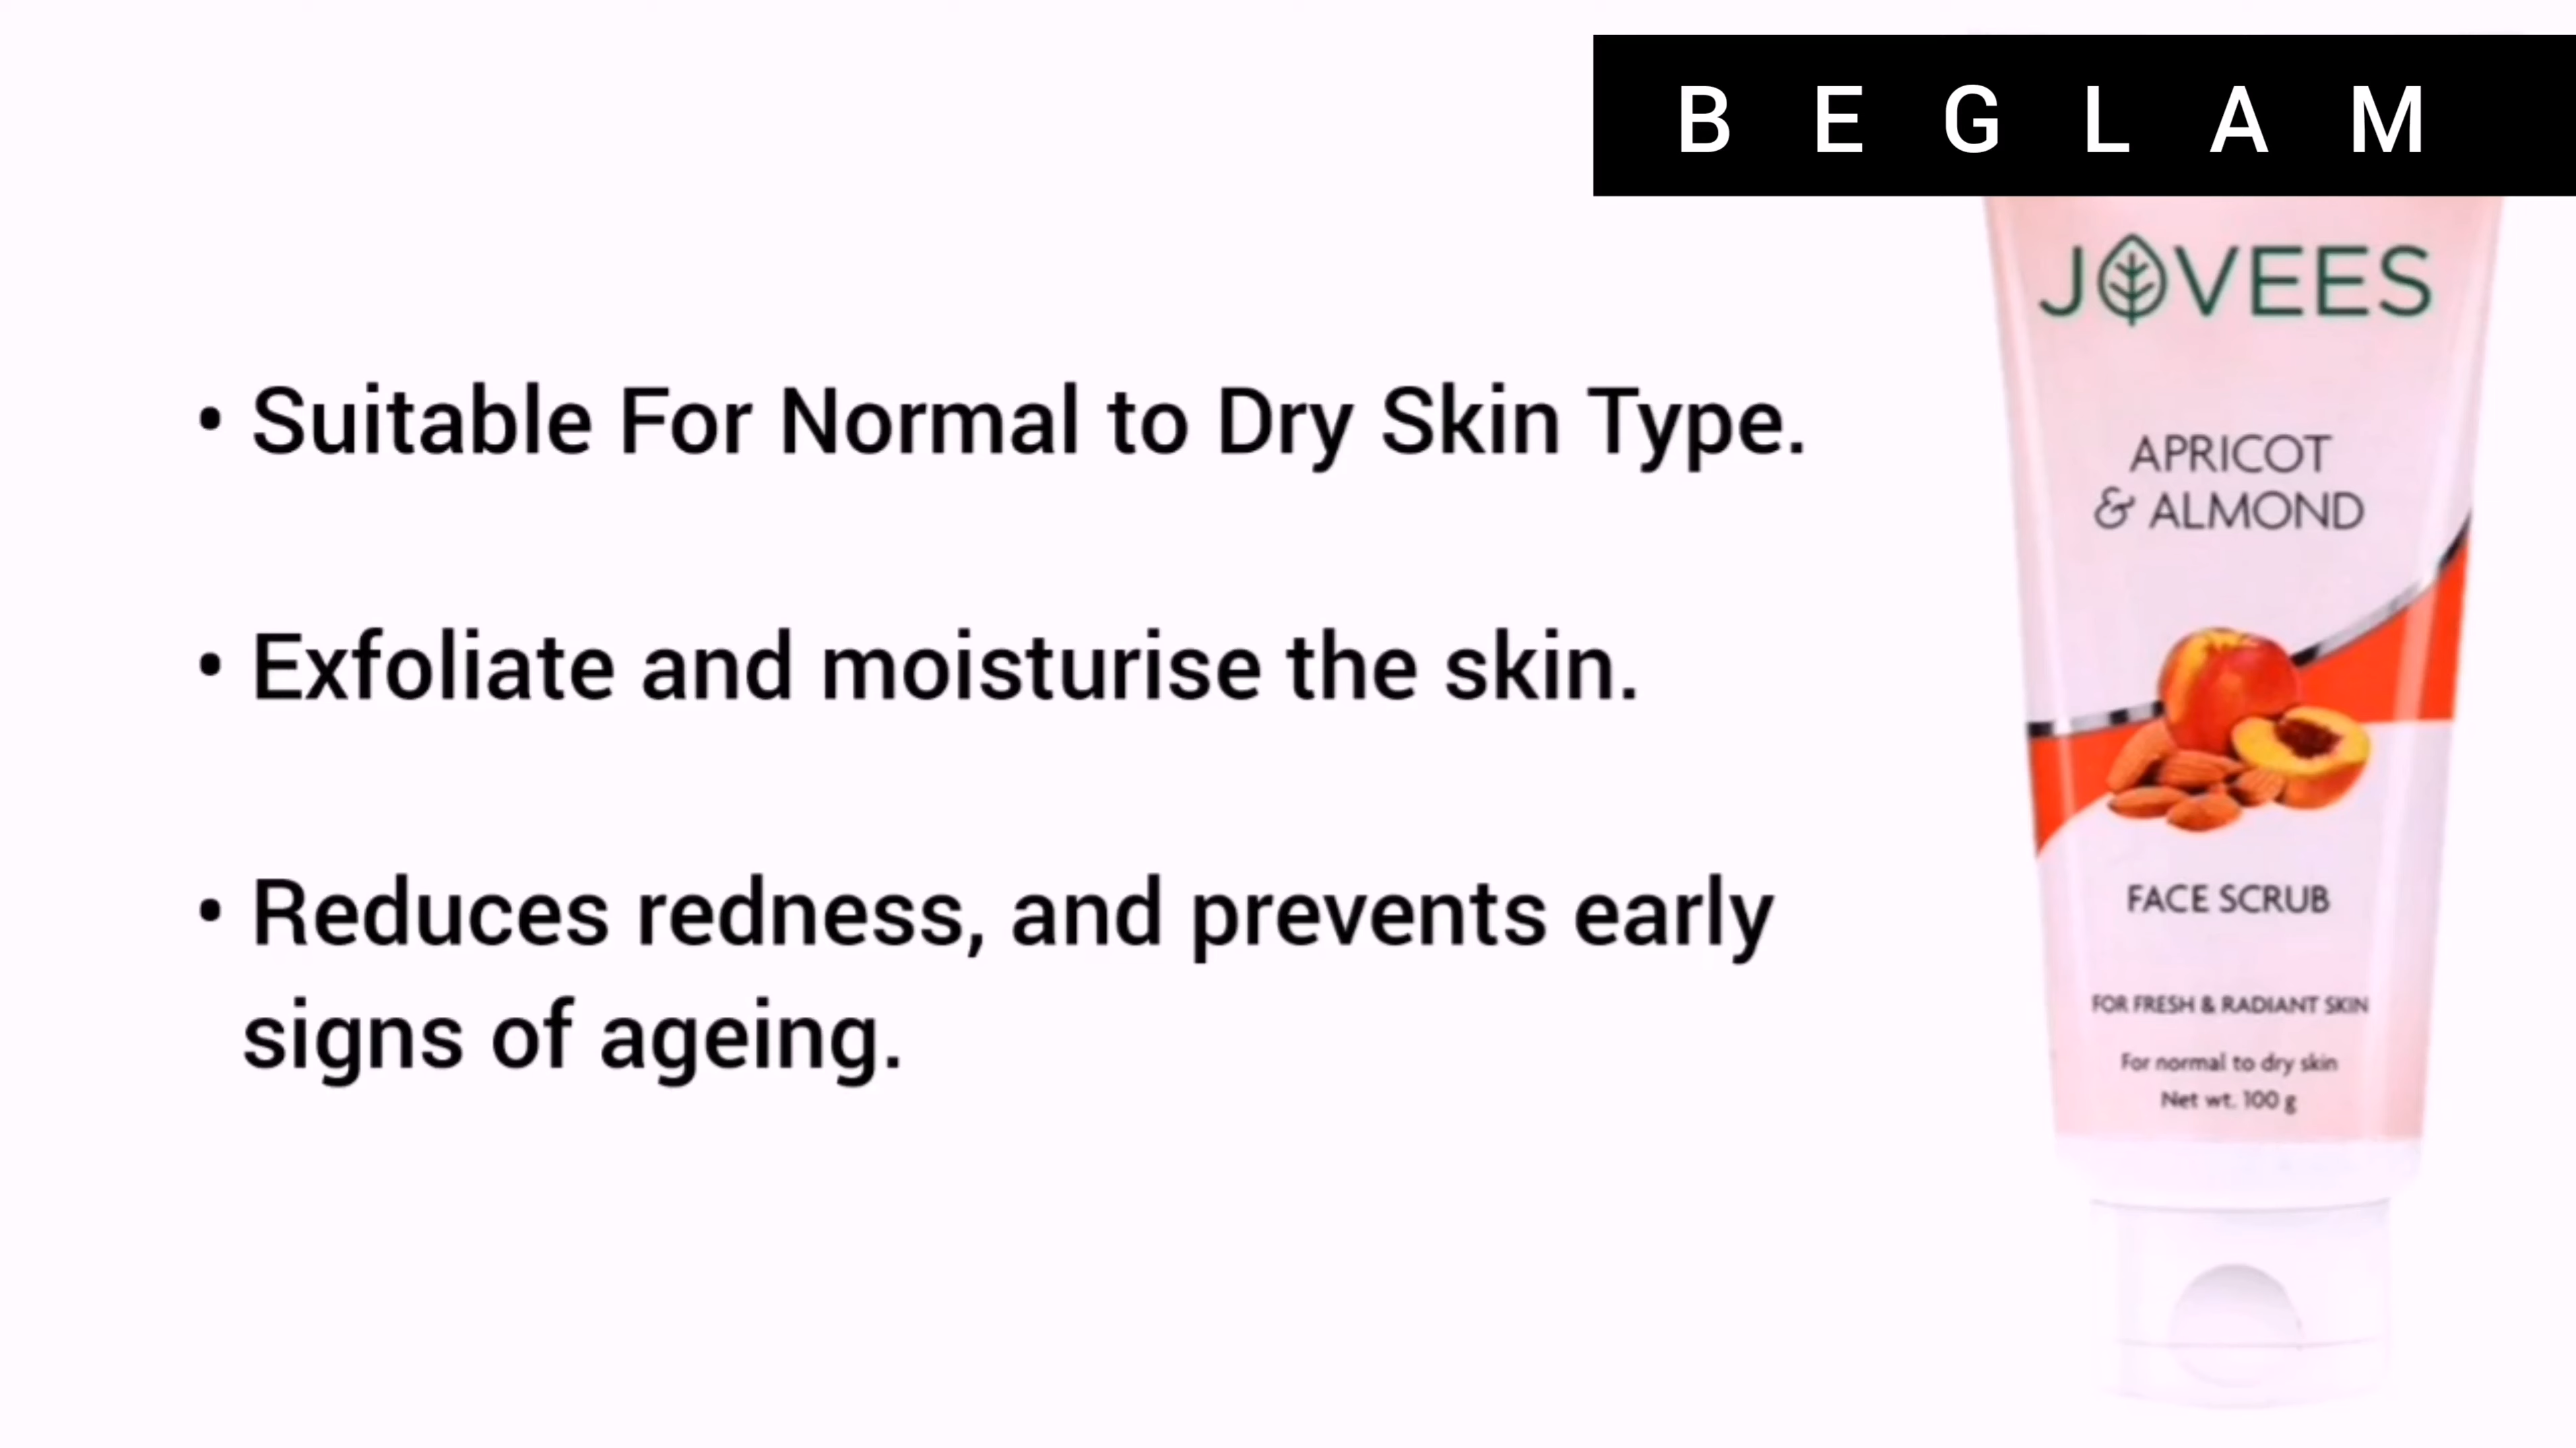 BEGLAM
• Suitable For Normal to Dry Skin Type.
• Exfoliate and moisturise the skin.
• Reduces redness, and prevents early
signs of ageing.
JOVEES
APRICOT
& ALMOND
FACE SCRUB
FOR FRESH & RADIANT SKIN
For normal to dry skin
Net wt. 100 g